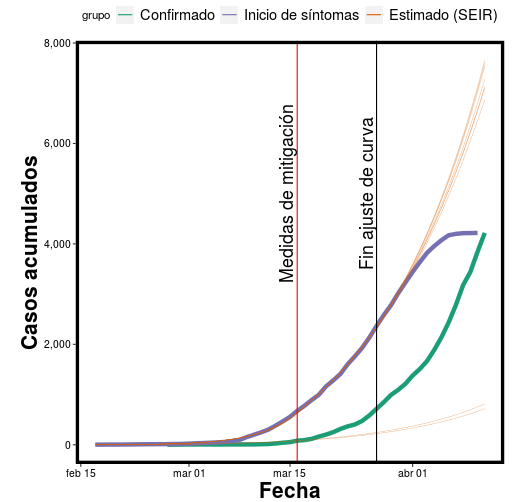 grupo Confirmado Inicio de síntomas Estimado (SEIR)
8,000
6,000
4,000
2,000
0
Casos acumulados
Medidas de mitigación
Fin ajuste de curva
feb 15 mar 01 mar 15 abr 01
Fecha